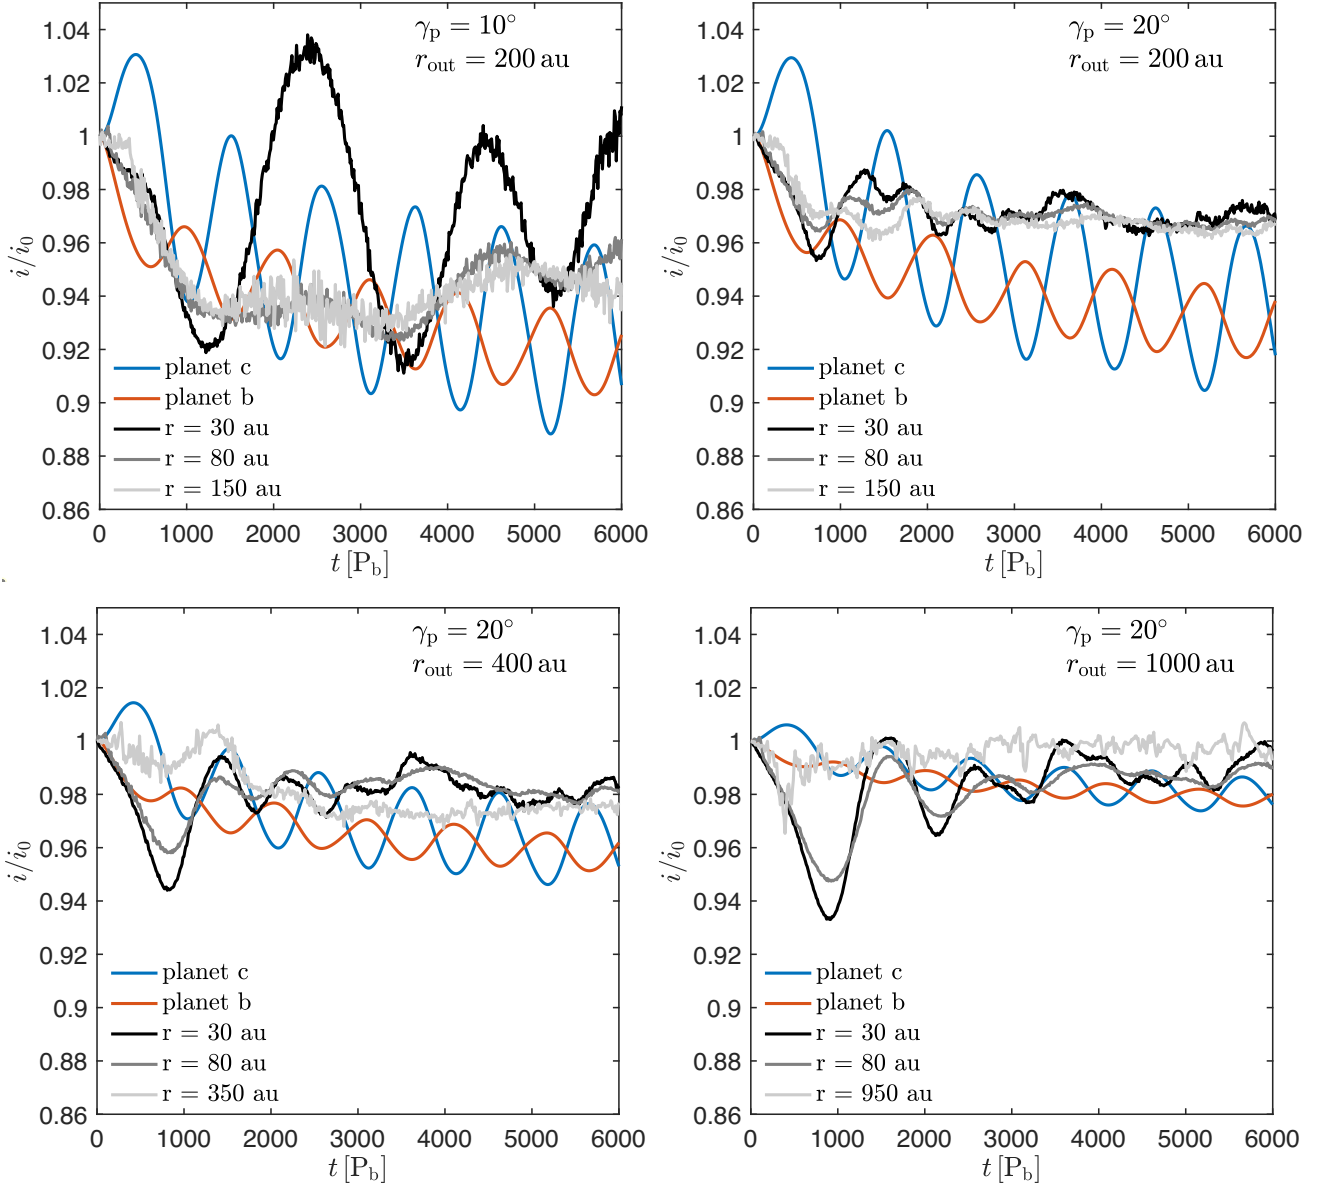 γp = 10°
rout = 200 au
i/i0
1.04
1.02
1
0.98
0.96
0.94
0.92
0.9
0.88
0.86
planet c
planet b
r = 30 au
r = 80 au
r = 150 au
0 1000 2000 3000 4000 5000 6000
t [Pb]
γp = 20°
rout = 200 au
i/i0
1.04
1.02
1
0.98
0.96
0.94
0.92
0.9
0.88
0.86
planet c
planet b
r = 30 au
r = 80 au
r = 150 au
0 1000 2000 3000 4000 5000 6000
t [Pb]
γp = 20°
rout = 400 au
i/i0
1.04
1.02
1
0.98
0.96
0.94
0.92
0.9
0.88
0.86
planet c
planet b
r = 30 au
r = 80 au
r = 350 au
0 1000 2000 3000 4000 5000 6000
t [Pb]
γp = 20°
rout = 1000 au
i/i0
1.04
1.02
1
0.98
0.96
0.94
0.92
0.9
0.88
0.86
planet c
planet b
r = 30 au
r = 80 au
r = 950 au
0 1000 2000 3000 4000 5000 6000
t [Pb]